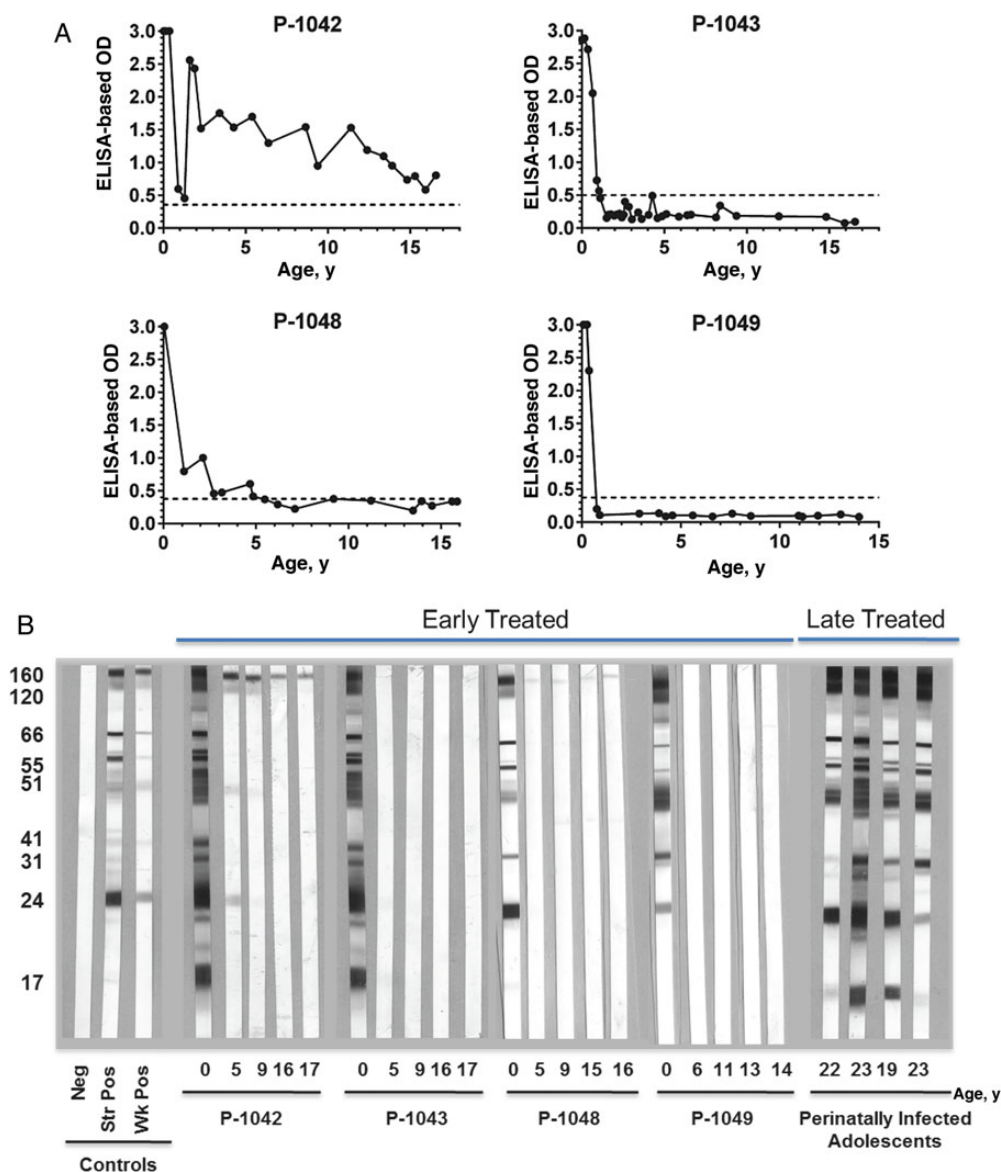 A
P-1042
ELISA-based OD
3.0
2.5
2.0
1.5
1.0
0.5
0.0
0 5 10 15
Age, y
P-1043
ELISA-based OD
3.0
2.5
2.0
1.5
1.0
0.5
0.0
0 5 10 15
Age, y
P-1048
ELISA-based OD
3.0
2.5
2.0
1.5
1.0
0.5
0.0
0 5 10 15
Age, y
P-1049
ELISA-based OD
3.0
2.5
2.0
1.5
1.0
0.5
0.0
0 5 10 15
Age, y
B
Early Treated
Late Treated
160
120
66
55
51
41
31
24
17
Neg
Str Pos
Wk Pos
Controls
0 5 9 16 17
P-1042
0 5 9 16 17
P-1043
0 5 9 15 16
P-1048
0 6 11 13 14
P-1049
22 23 19 23
Age, y
Perinatally Infected
Adolescents